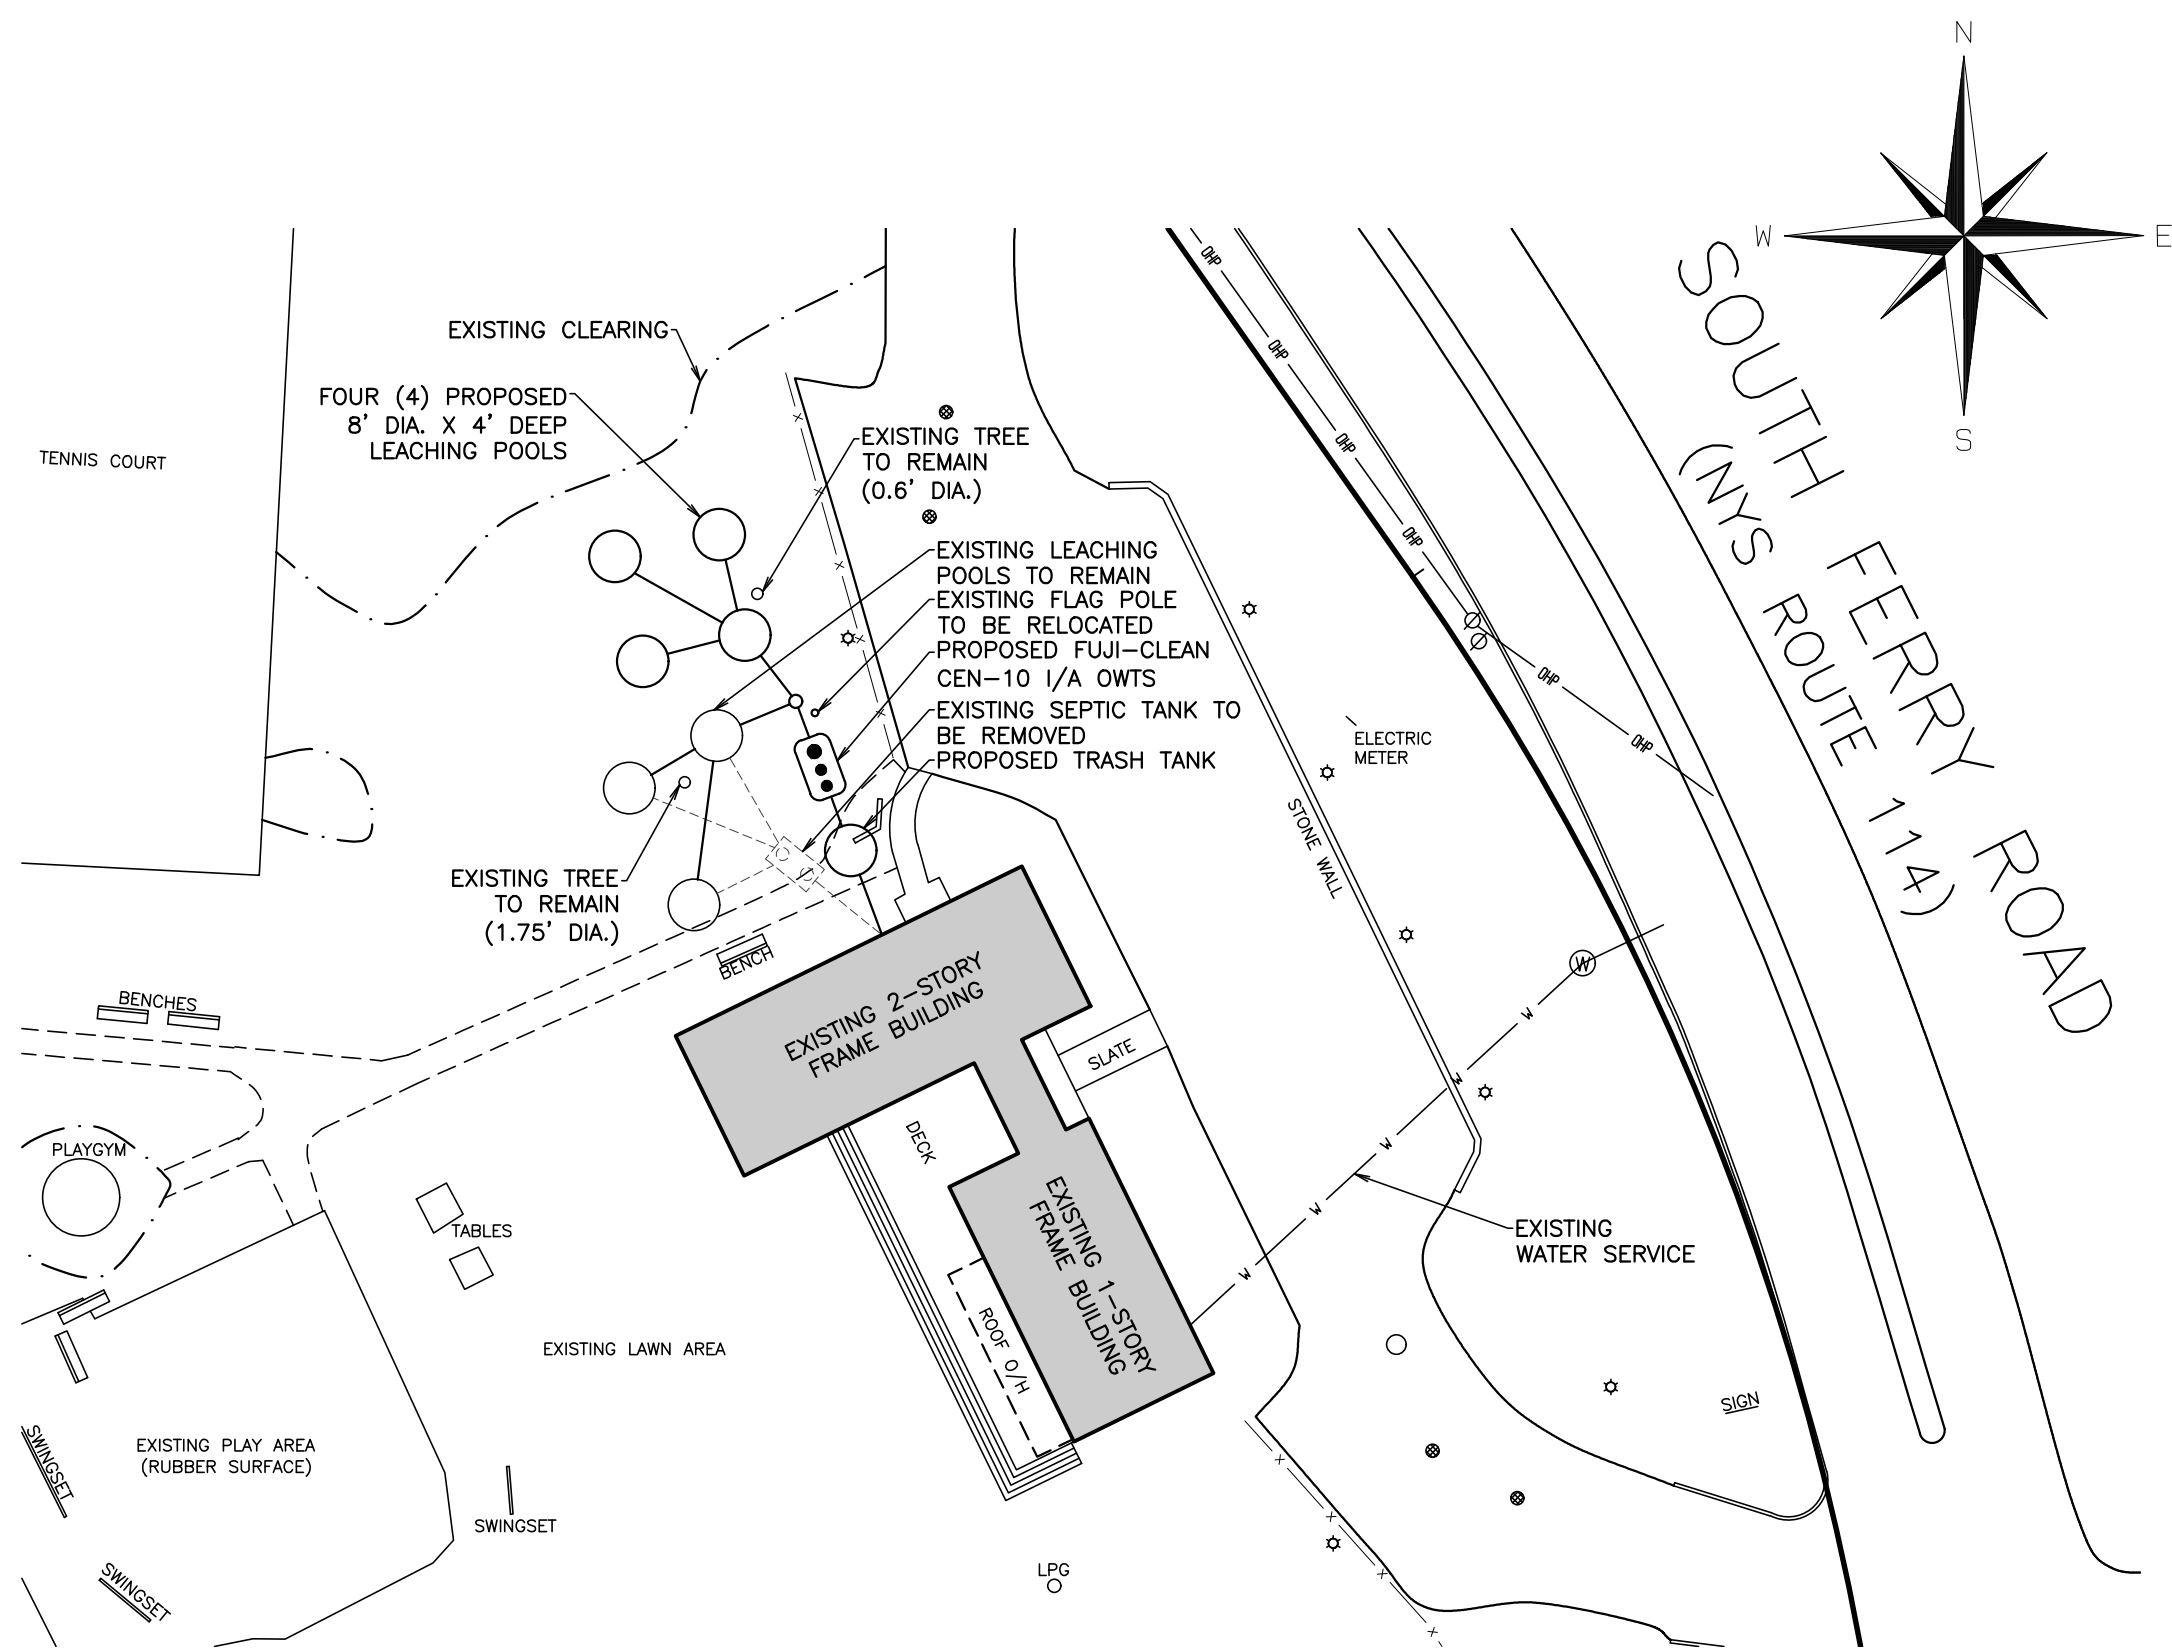 N
W
E
S
SOUTH FERRY ROAD
(NYS ROUTE 114)
OHP
OHP
OHP
OHP
OHP
OHP
EXISTING CLEARING
FOUR (4) PROPOSED
8' DIA. X 4' DEEP
LEACHING POOLS
TENNIS COURT
EXISTING TREE
TO REMAIN
(0.6' DIA.)
EXISTING LEACHING
POOLS TO REMAIN
EXISTING FLAG POLE
TO BE RELOCATED
PROPOSED FUJI-CLEAN
CEN-10 I/A OWTS
EXISTING SEPTIC TANK TO
BE REMOVED
PROPOSED TRASH TANK
ELECTRIC
METER
STONE WALL
EXISTING TREE
TO REMAIN
(1.75' DIA.)
BENCH
BENCHES
EXISTING 2-STORY
FRAME BUILDING
SLATE
DECK
W
W
W
W
W
W
PLAYGYM
TABLES
EXISTING 1-STORY
FRAME BUILDING
EXISTING
WATER SERVICE
ROOF O/H
EXISTING LAWN AREA
SIGN
EXISTING PLAY AREA
(RUBBER SURFACE)
SWINGSET
SWINGSET
SWINGSET
LPG